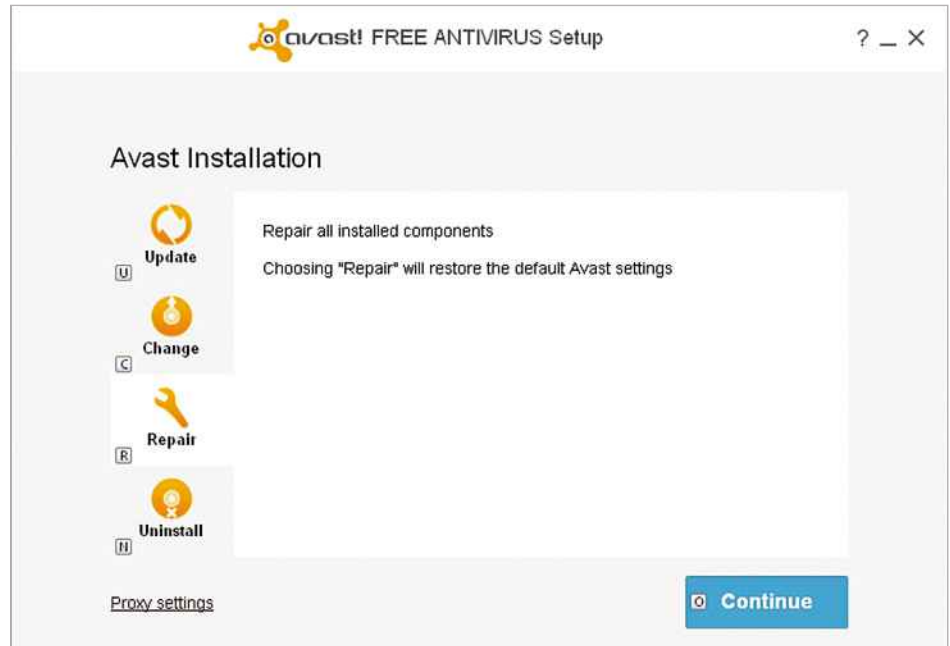 avast! FREE ANTIVIRUS Setup
? _ X
Avast Installation
Update
U
Change
C
Repair
R
Uninstall
N
Repair all installed components
Choosing "Repair" will restore the default Avast settings
Proxy settings
O Continue